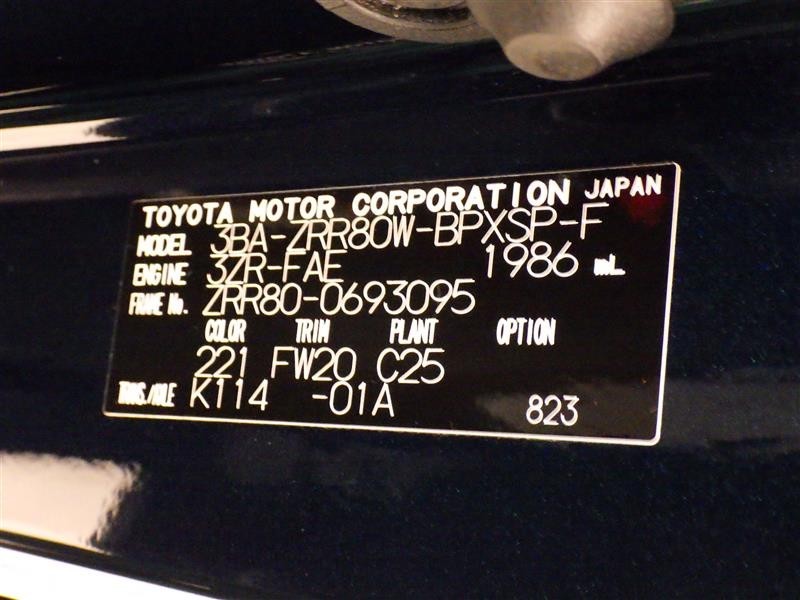 TOYOTA MOTOR CORPORATION JAPAN
MODEL 3BA-ZRR80W-BPXSP-F
ENGINE 3ZR-FAE 1986 mL
FRAME No. ZRR80-0693095
COLOR TRIM PLANT OPTION
221 FW20 C25
TRANS./AXLE K114 -01A 823